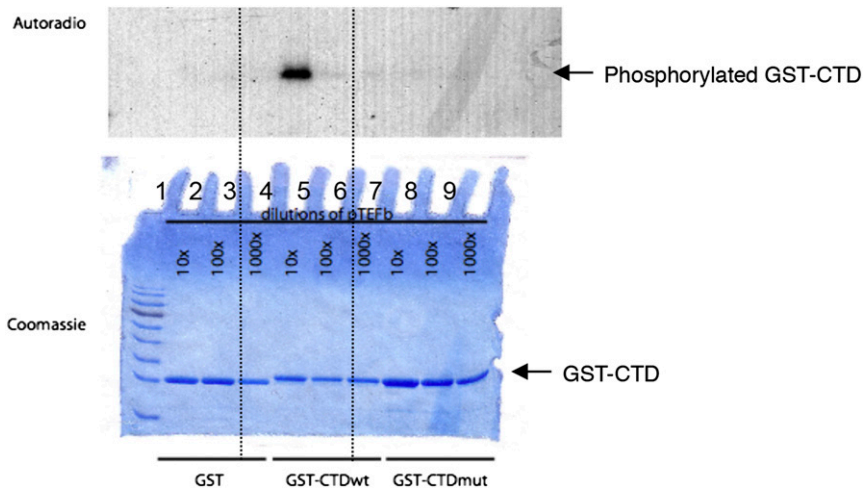 Autoradio
Phosphorylated GST-CTD
1 2 3 4 5 6 7 8 9
dilutions of pTEFb
10x 100x 1000x 10x 100x 1000x 10x 100x 1000x
Coomassie
GST-CTD
GST GST-CTDwt GST-CTDmut